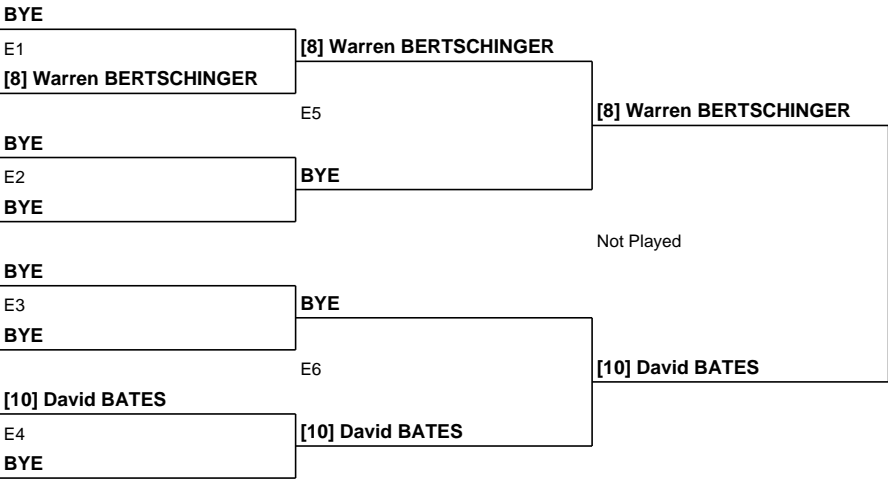 BYE
E1
[8] Warren BERTSCHINGER
[8] Warren BERTSCHINGER
E5
[8] Warren BERTSCHINGER
BYE
E2
BYE
BYE
Not Played
BYE
E3
BYE
BYE
E6
[10] David BATES
[10] David BATES
E4
[10] David BATES
BYE